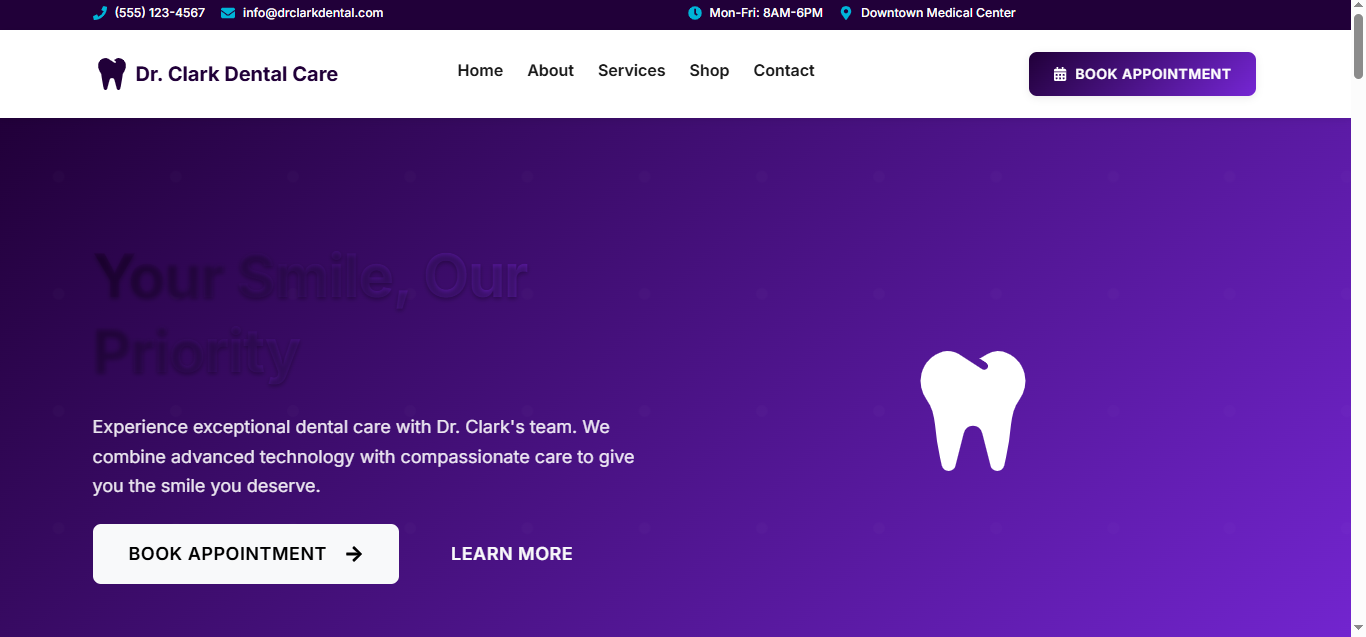 (555) 123-4567 info@drclarkdental.com Mon-Fri: 8AM-6PM Downtown Medical Center
Dr. Clark Dental Care Home About Services Shop Contact BOOK APPOINTMENT
Your Smile, Our
Priority
Experience exceptional dental care with Dr. Clark's team. We
combine advanced technology with compassionate care to give
you the smile you deserve.
BOOK APPOINTMENT LEARN MORE